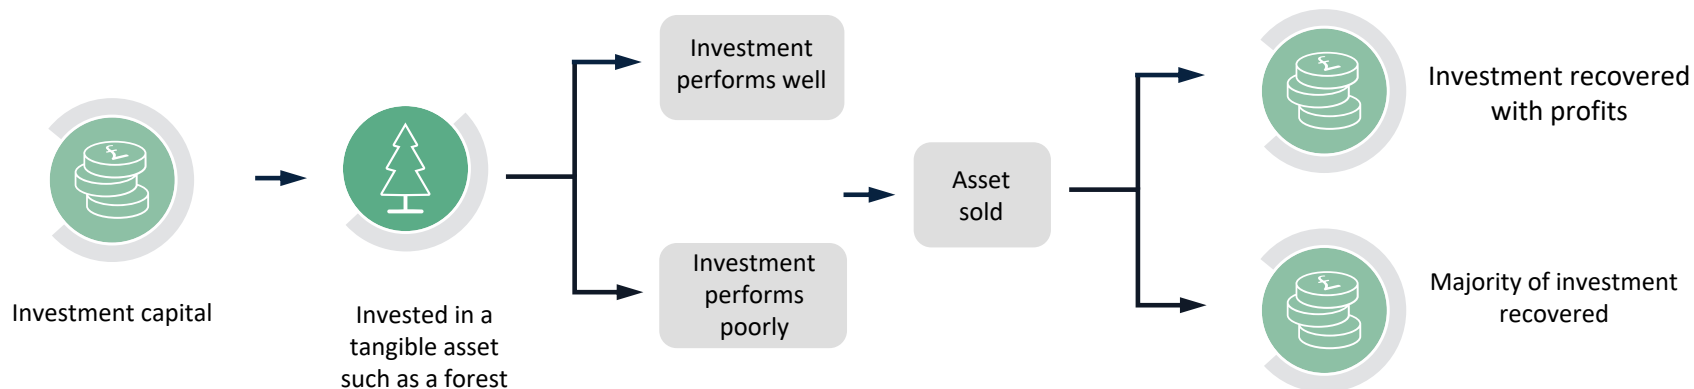 Investment capital
Invested in a
tangible asset
such as a forest
Investment
performs well
Investment
performs
poorly
Asset
sold
£
Investment recovered
with profits
£
Majority of investment
recovered
£